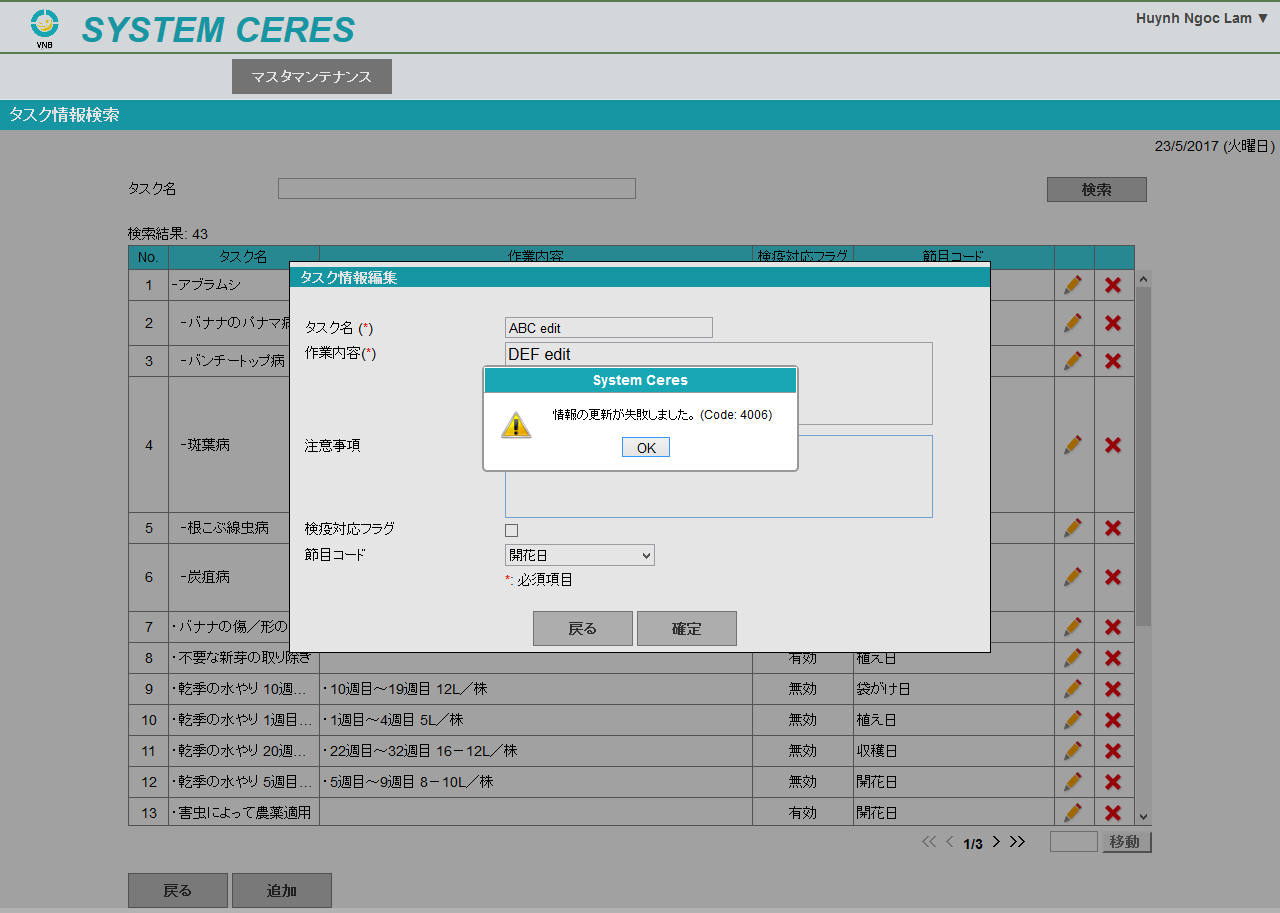 VNB
SYSTEM CERES
Huynh Ngoc Lam ▼
マスタマンテナンス
タスク情報検索
23/5/2017 (火曜日)
タスク名
検索
検索結果: 43
No. タスク名 作業内容 検疫対応フラグ 節目コード
1 -アブラムシ
2 -バナナのパナマ病
3 -バンチートップ病
4 -斑葉病
5 -根こぶ線虫病
6 -炭疽病
7 ・バナナの傷／形の
8 ・不要な新芽の取り除き 有効 植え日
9 ・乾季の水やり 10週... ・10週目～19週目 12L／株 無効 袋がけ日
10 ・乾季の水やり 1週目... ・1週目～4週目 5L／株 無効 植え日
11 ・乾季の水やり 20週... ・22週目～32週目 16－12L／株 無効 収穫日
12 ・乾季の水やり 5週目... ・5週目～9週目 8－10L／株 無効 開花日
13 ・害虫によって農薬適用 有効 開花日
タスク情報編集
タスク名 (*) ABC edit
作業内容(*) DEF edit
注意事項
検疫対応フラグ
節目コード 開花日
*: 必須項目
戻る 確定
System Ceres
情報の更新が失敗しました。(Code: 4006)
OK
1/3 移動
戻る 追加